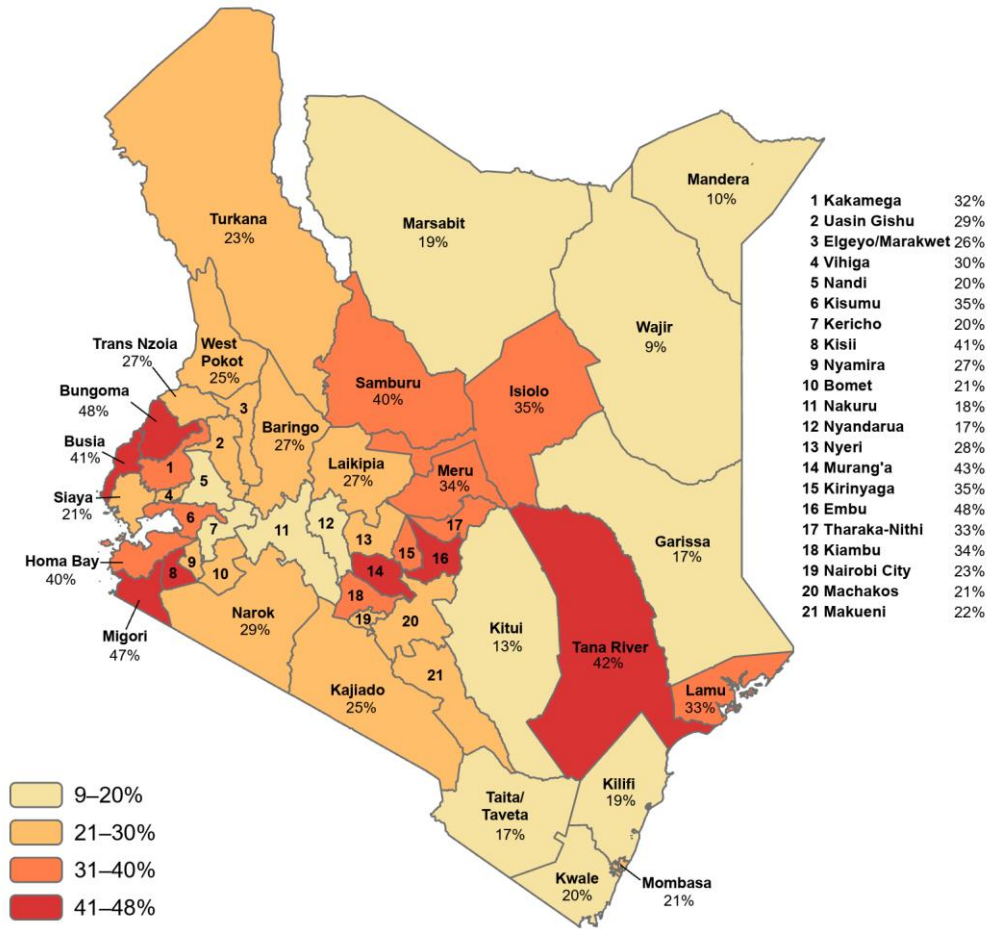 Turkana
23%
Marsabit
19%
Mandera
10%
Wajir
9%
Trans Nzoia
27%
West
Pokot
25%
Bungoma
48%
Busia
41%
Siaya
21%
Homa Bay
40%
Migori
47%
Samburu
40%
Isiolo
35%
Baringo
27%
Laikipia
27%
Meru
34%
Garissa
17%
Narok
29%
Kajiado
25%
Kitui
13%
Tana River
42%
Lamu
33%
Taita/
Taveta
17%
Kilifi
19%
Kwale
20%
Mombasa
21%
1
2
3
4
5
6
7
8
9
10
11
12
13
14
15
16
17
18
19
20
21
1 Kakamega 32%
2 Uasin Gishu 29%
3 Elgeyo/Marakwet 26%
4 Vihiga 30%
5 Nandi 20%
6 Kisumu 35%
7 Kericho 20%
8 Kisii 41%
9 Nyamira 27%
10 Bomet 21%
11 Nakuru 18%
12 Nyandarua 17%
13 Nyeri 28%
14 Murang'a 43%
15 Kirinyaga 35%
16 Embu 48%
17 Tharaka-Nithi 33%
18 Kiambu 34%
19 Nairobi City 23%
20 Machakos 21%
21 Makueni 22%
9–20%
21–30%
31–40%
41–48%